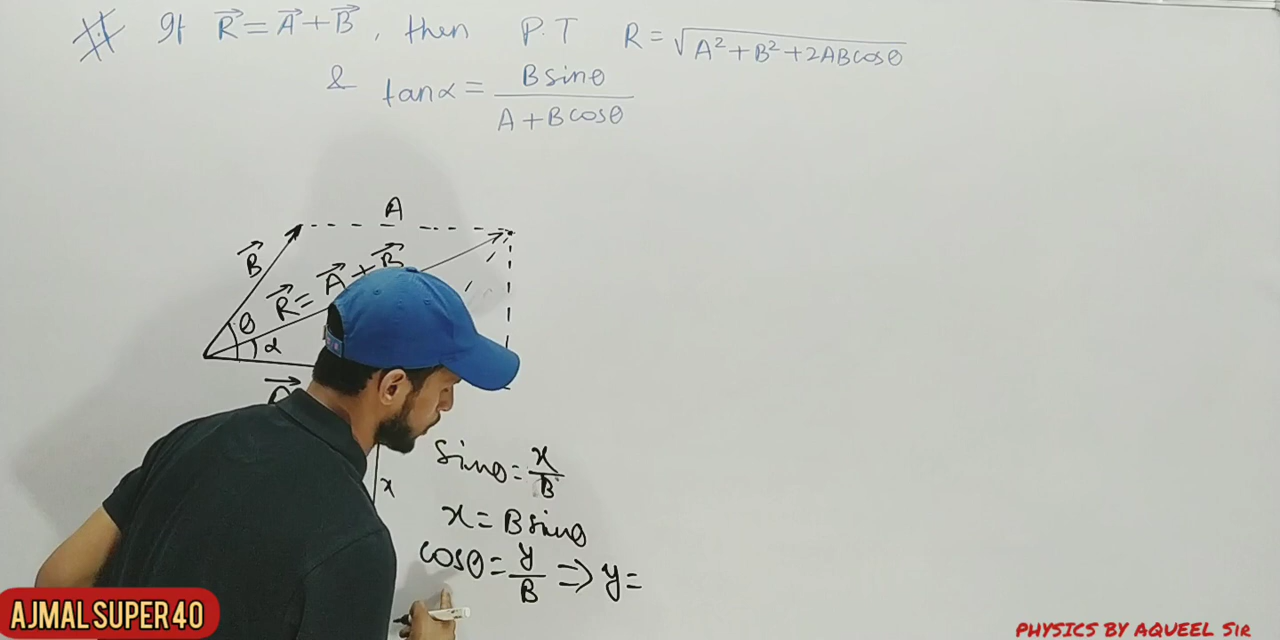 If R⃗ = A⃗ + B⃗, then P.T R = √A² + B² + 2ABcosθ
& tanα = Bsinθ / A + Bcosθ
A
B⃗
R⃗ = A⃗ + B⃗
θ
α
sinθ = x/B
x
x = Bsinθ
cosθ = y/B ⇒ y =
AJMAL SUPER 40
PHYSICS BY AQUEEL SIR